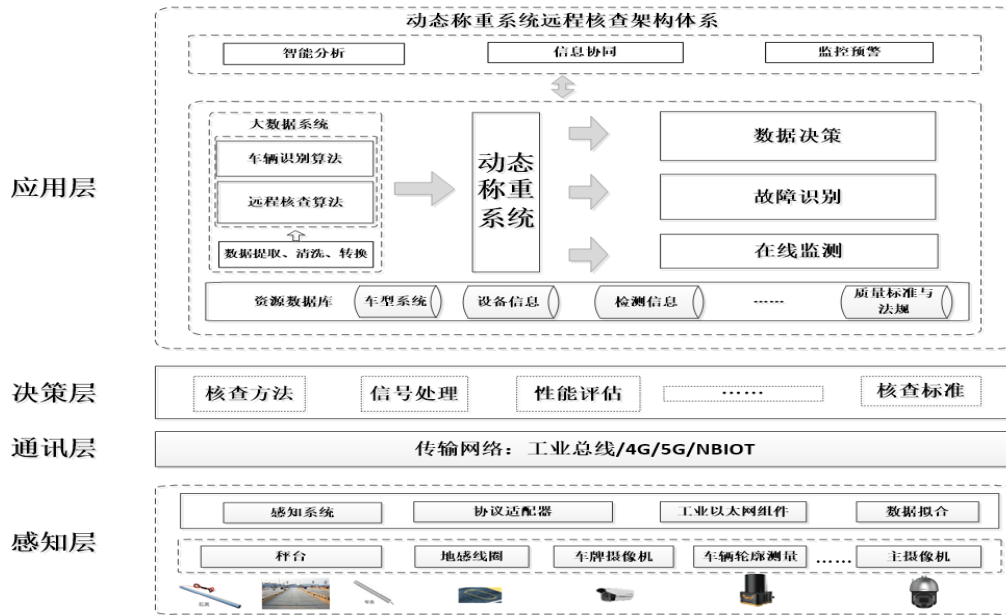 动态称重系统远程核查架构体系
智能分析
信息协同
监控预警
应用层
大数据系统
车辆识别算法
远程核查算法
数据提取、清洗、转换
动态
称重
系统
数据决策
故障识别
在线监测
资源数据库
车型系统
设备信息
检测信息
......
质量标准与
法规
决策层
核查方法
信号处理
性能评估
......
核查标准
通讯层
传输网络：工业总线/4G/5G/NBIOT
感知层
感知系统
协议适配器
工业以太网组件
数据拟合
秤台
地感线圈
车牌摄像机
车辆轮廓测量
......
主摄像机